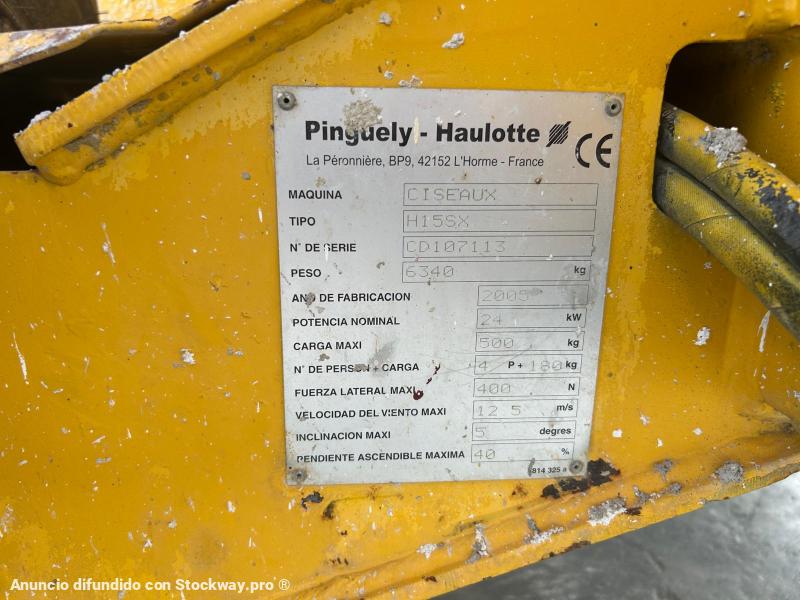 Pinguely - Haulotte
CE
La Péronnière, BP9, 42152 L'Horme - France
MAQUINA CISEAUX
TIPO H15SX
N° DE SERIE CD107113
PESO 6340 kg
ANO DE FABRICACION 2005
POTENCIA NOMINAL 24 kW
CARGA MAXI 500 kg
N° DE PERSON + CARGA 4 P + 180 kg
FUERZA LATERAL MAXI 400 N
VELOCIDAD DEL VIENTO MAXI 12 5 m/s
INCLINACION MAXI 5 degres
PENDIENTE ASCENDIBLE MAXIMA 40 %
814 325 a
Anuncio difundido con Stockway.pro ®